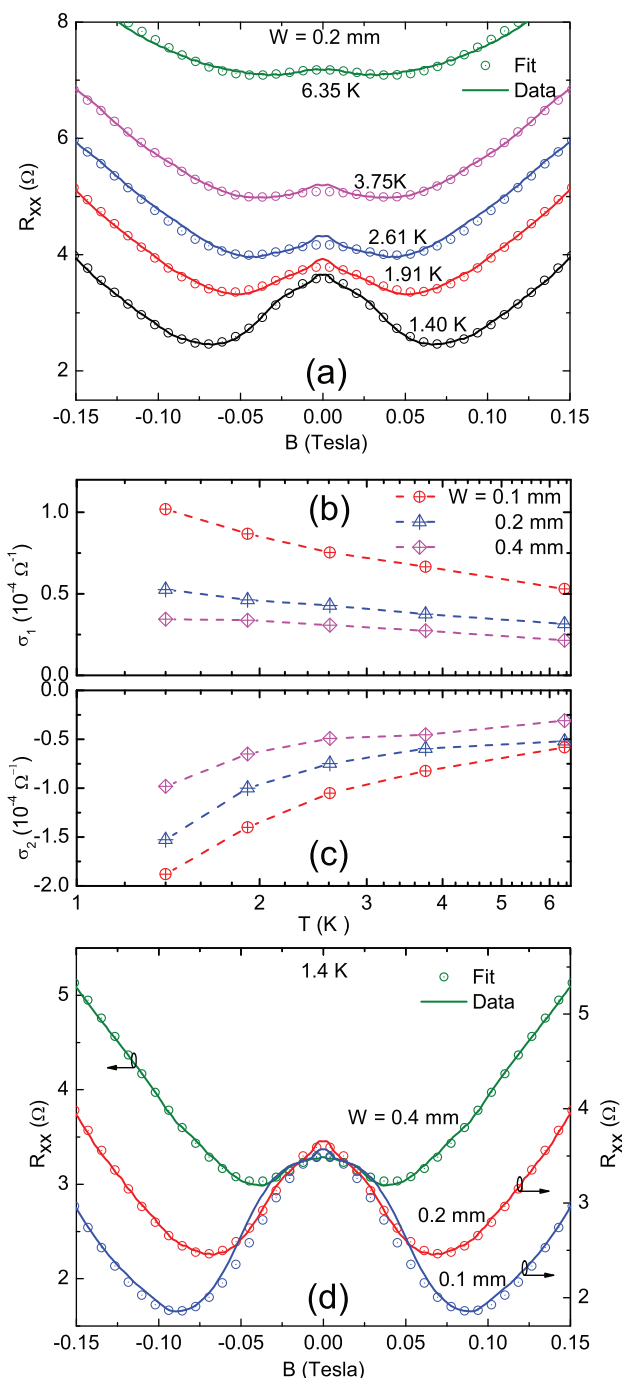 8
6
4
2
R_xx (Ω)
W = 0.2 mm
Fit
Data
6.35 K
3.75K
2.61 K
1.91 K
1.40 K
(a)
-0.15 -0.10 -0.05 0.00 0.05 0.10 0.15
B (Tesla)
1.0
0.5
0.0
σ₁ (10⁻⁴ Ω⁻¹)
(b)
W = 0.1 mm
0.2 mm
0.4 mm
0.0
-0.5
-1.0
-1.5
-2.0
σ₂ (10⁻⁴ Ω⁻¹)
(c)
1 2 3 4 5 6
T (K)
5
4
3
2
R_xx (Ω)
1.4 K
Fit
Data
W = 0.4 mm
0.2 mm
0.1 mm
(d)
5
4
3
2
R_xx (Ω)
-0.15 -0.10 -0.05 0.00 0.05 0.10 0.15
B (Tesla)